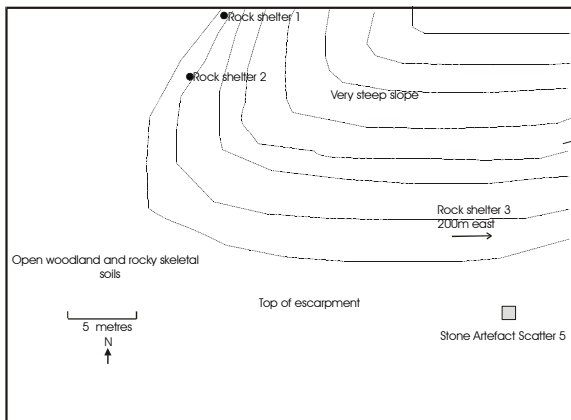 Rock shelter 1
Rock shelter 2
Very steep slope
Rock shelter 3
200m east
Open woodland and rocky skeletal
soils
Top of escarpment
5 metres
N
Stone Artefact Scatter 5